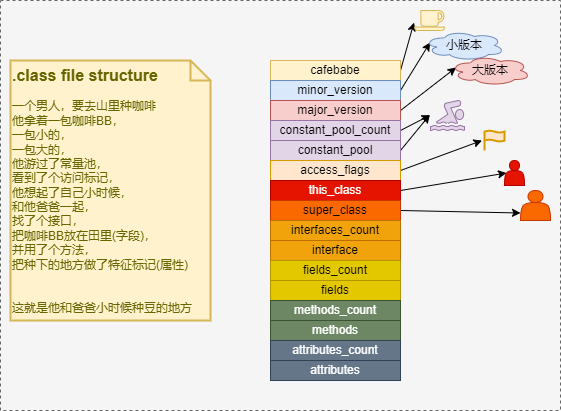 .class file structure
一个男人，要去山里种咖啡
他拿着一包咖啡BB，
一包小的，
一包大的，
他游过了常量池，
看到了个访问标记，
他想起了自己小时候，
和他爸爸一起，
找了个接口，
把咖啡BB放在田里(字段)，
并用了个方法，
把种下的地方做了特征标记(属性)
这就是他和爸爸小时候种豆的地方
cafebabe
minor_version
major_version
constant_pool_count
constant_pool
access_flags
this_class
super_class
interfaces_count
interface
fields_count
fields
methods_count
methods
attributes_count
attributes
小版本
大版本